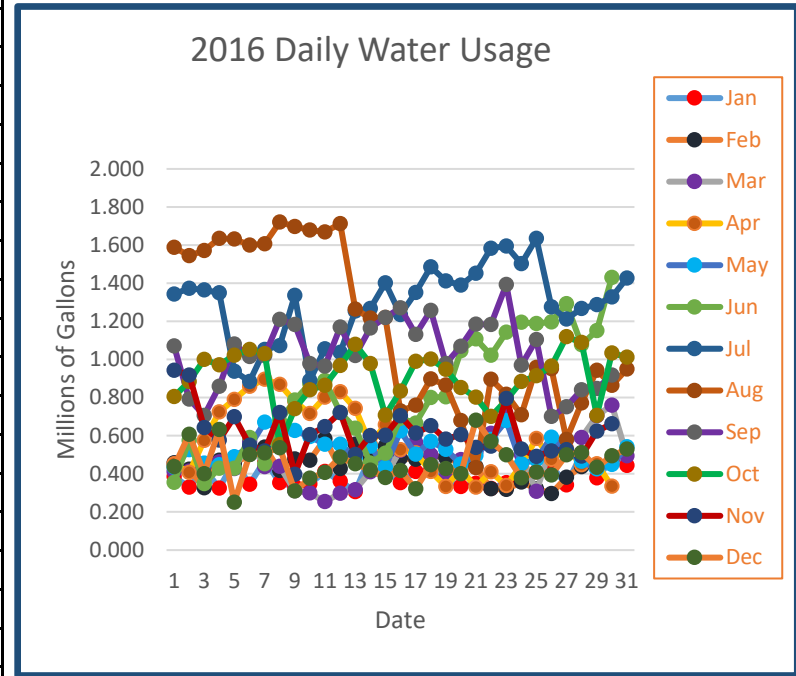 2016 Daily Water Usage
Millions of Gallons
2.000
1.800
1.600
1.400
1.200
1.000
0.800
0.600
0.400
0.200
0.000
1 3 5 7 9 11 13 15 17 19 21 23 25 27 29 31
Date
Jan
Feb
Mar
Apr
May
Jun
Jul
Aug
Sep
Oct
Nov
Dec